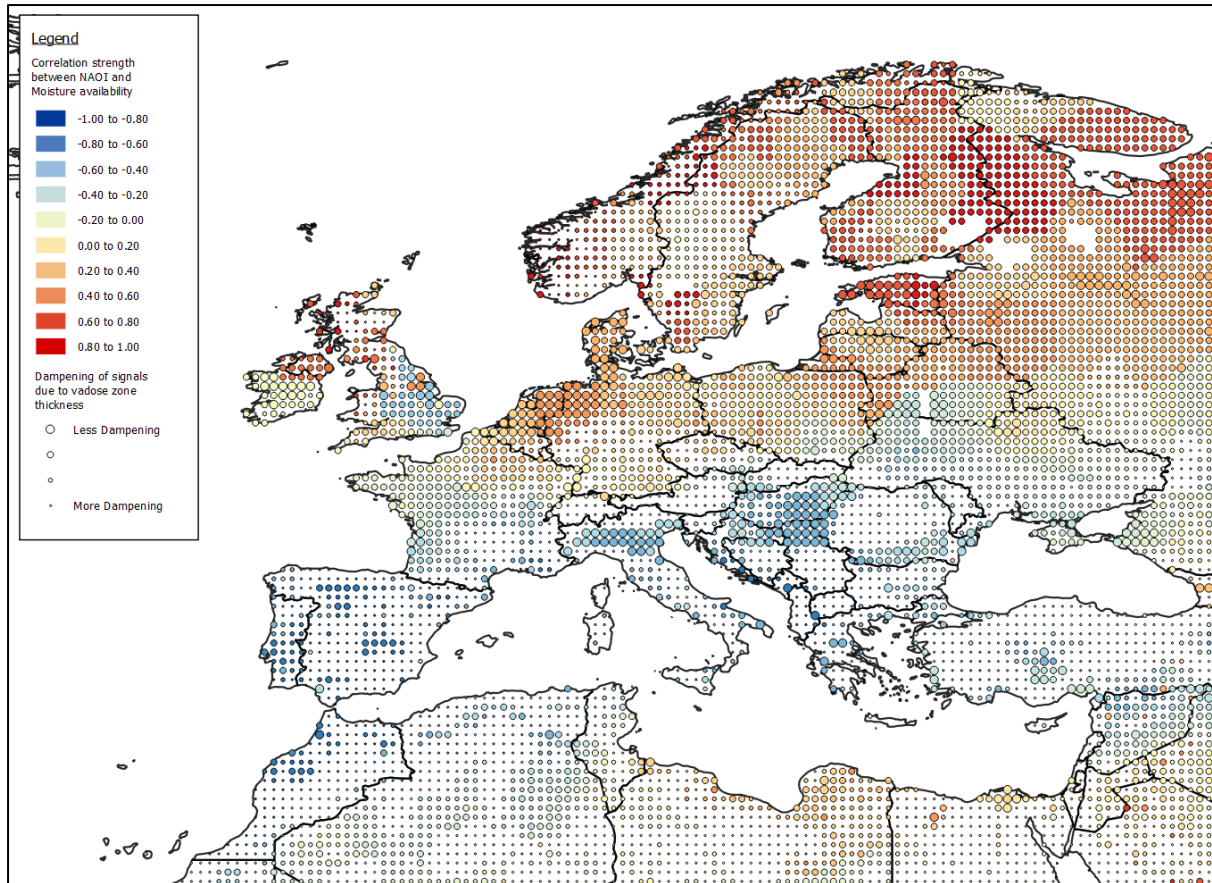 Legend
Correlation strength
between NAOI and
Moisture availability
-1.00 to -0.80
-0.80 to -0.60
-0.60 to -0.40
-0.40 to -0.20
-0.20 to 0.00
0.00 to 0.20
0.20 to 0.40
0.40 to 0.60
0.60 to 0.80
0.80 to 1.00
Dampening of signals
due to vadose zone
thickness
Less Dampening
More Dampening